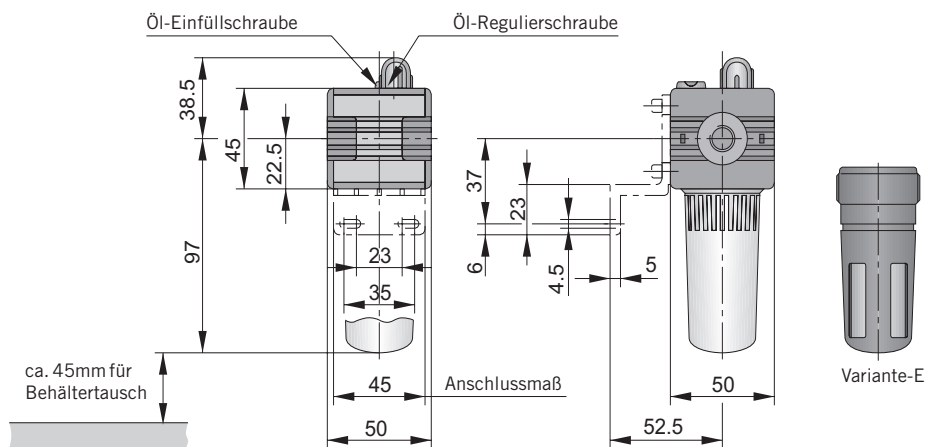 Öl-Einfüllschraube
Öl-Regulierschraube
38.5
45
22.5
97
23
35
37
23
6
4.5
5
ca. 45mm für
Behältertausch
45
Anschlussmaß
50
50
52.5
Variante-E